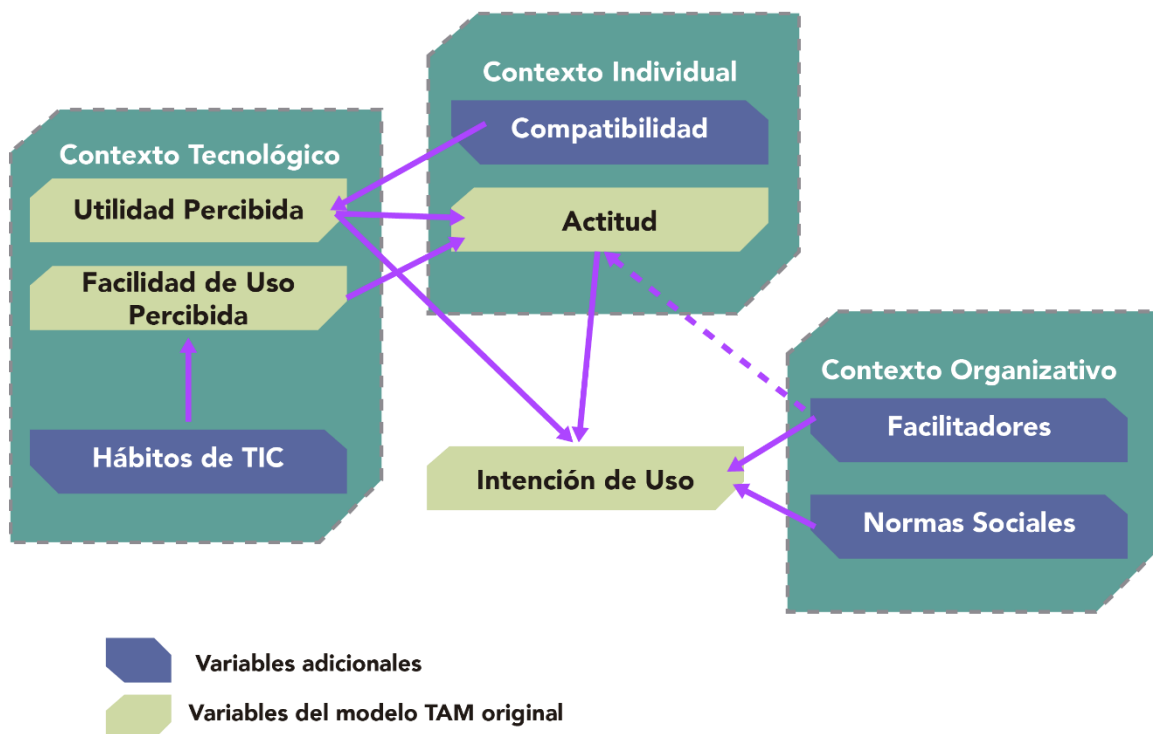 Contexto Individual
Compatibilidad
Actitud
Contexto Tecnológico
Utilidad Percibida
Facilidad de Uso
Percibida
Hábitos de TIC
Intención de Uso
Contexto Organizativo
Facilitadores
Normas Sociales
Variables adicionales
Variables del modelo TAM original